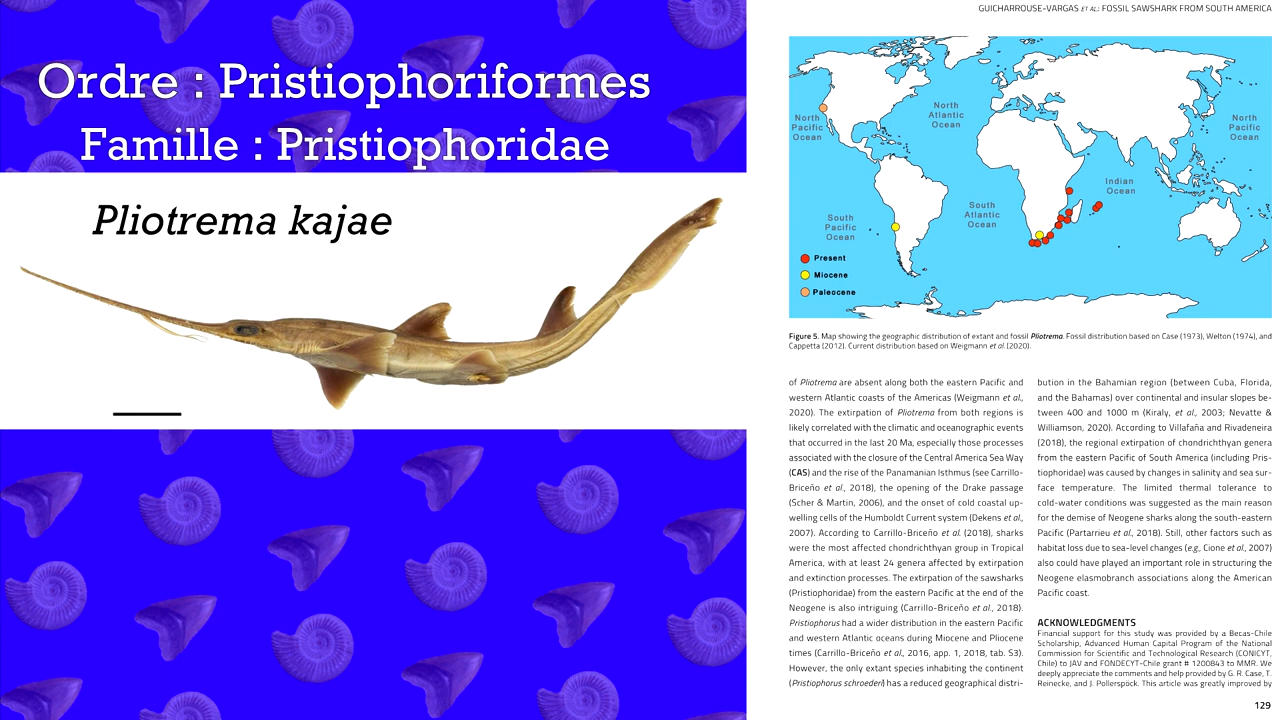 Ordre : Pristiophoriformes
Famille : Pristiophoridae
Pliotrema kajae
GUICHARROUSE-VARGAS ET AL.: FOSSIL SAWSHARK FROM SOUTH AMERICA
North
Pacific
Ocean
North
Atlantic
Ocean
North
Pacific
Ocean
Indian
Ocean
South
Atlantic
Ocean
South
Pacific
Ocean
Present
Miocene
Paleocene
Figure 5. Map showing the geographic distribution of extant and fossil Pliotrema. Fossil distribution based on Case (1973), Welton (1974), and
Cappetta (2012). Current distribution based on Weigmann et al. (2020).
of Pliotrema are absent along both the eastern Pacific and
western Atlantic coasts of the Americas (Weigmann et al.,
2020). The extirpation of Pliotrema from both regions is
likely correlated with the climatic and oceanographic events
that occurred in the last 20 Ma, especially those processes
associated with the closure of the Central America Sea Way
(CAS) and the rise of the Panamanian Isthmus (see Carrillo-
Briceño et al., 2018), the opening of the Drake passage
(Scher & Martin, 2006), and the onset of cold coastal up-
welling cells of the Humboldt Current system (Dekens et al.,
2007). According to Carrillo-Briceño et al. (2018), sharks
were the most affected chondrichthyan group in Tropical
America, with at least 24 genera affected by extirpation
and extinction processes. The extirpation of the sawsharks
(Pristiophoridae) from the eastern Pacific at the end of the
Neogene is also intriguing (Carrillo-Briceño et al., 2018).
Pristiophorus had a wider distribution in the eastern Pacific
and western Atlantic oceans during Miocene and Pliocene
times (Carrillo-Briceño et al., 2016, app. 1, 2018, tab. S3).
However, the only extant species inhabiting the continent
(Pristiophorus schroederi) has a reduced geographical distri-
bution in the Bahamian region (between Cuba, Florida,
and the Bahamas) over continental and insular slopes be-
tween 400 and 1000 m (Kiraly, et al., 2003; Nevatte &
Williamson, 2020). According to Villafaña and Rivadeneira
(2018), the regional extirpation of chondrichthyan genera
from the eastern Pacific of South America (including Pris-
tiophoridae) was caused by changes in salinity and sea sur-
face temperature. The limited thermal tolerance to
cold-water conditions was suggested as the main reason
for the demise of Neogene sharks along the south-eastern
Pacific (Partarrieu et al., 2018). Still, other factors such as
habitat loss due to sea-level changes (e.g., Cione et al., 2007)
also could have played an important role in structuring the
Neogene elasmobranch associations along the American
Pacific coast.
ACKNOWLEDGMENTS
Financial support for this study was provided by a Becas-Chile
Scholarship, Advanced Human Capital Program of the National
Commission for Scientific and Technological Research (CONICYT,
Chile) to JAV and FONDECYT-Chile grant # 1200843 to MMR. We
deeply appreciate the comments and help provided by G. R. Case, T.
Reinecke, and J. Pollerspöck. This article was greatly improved by
129